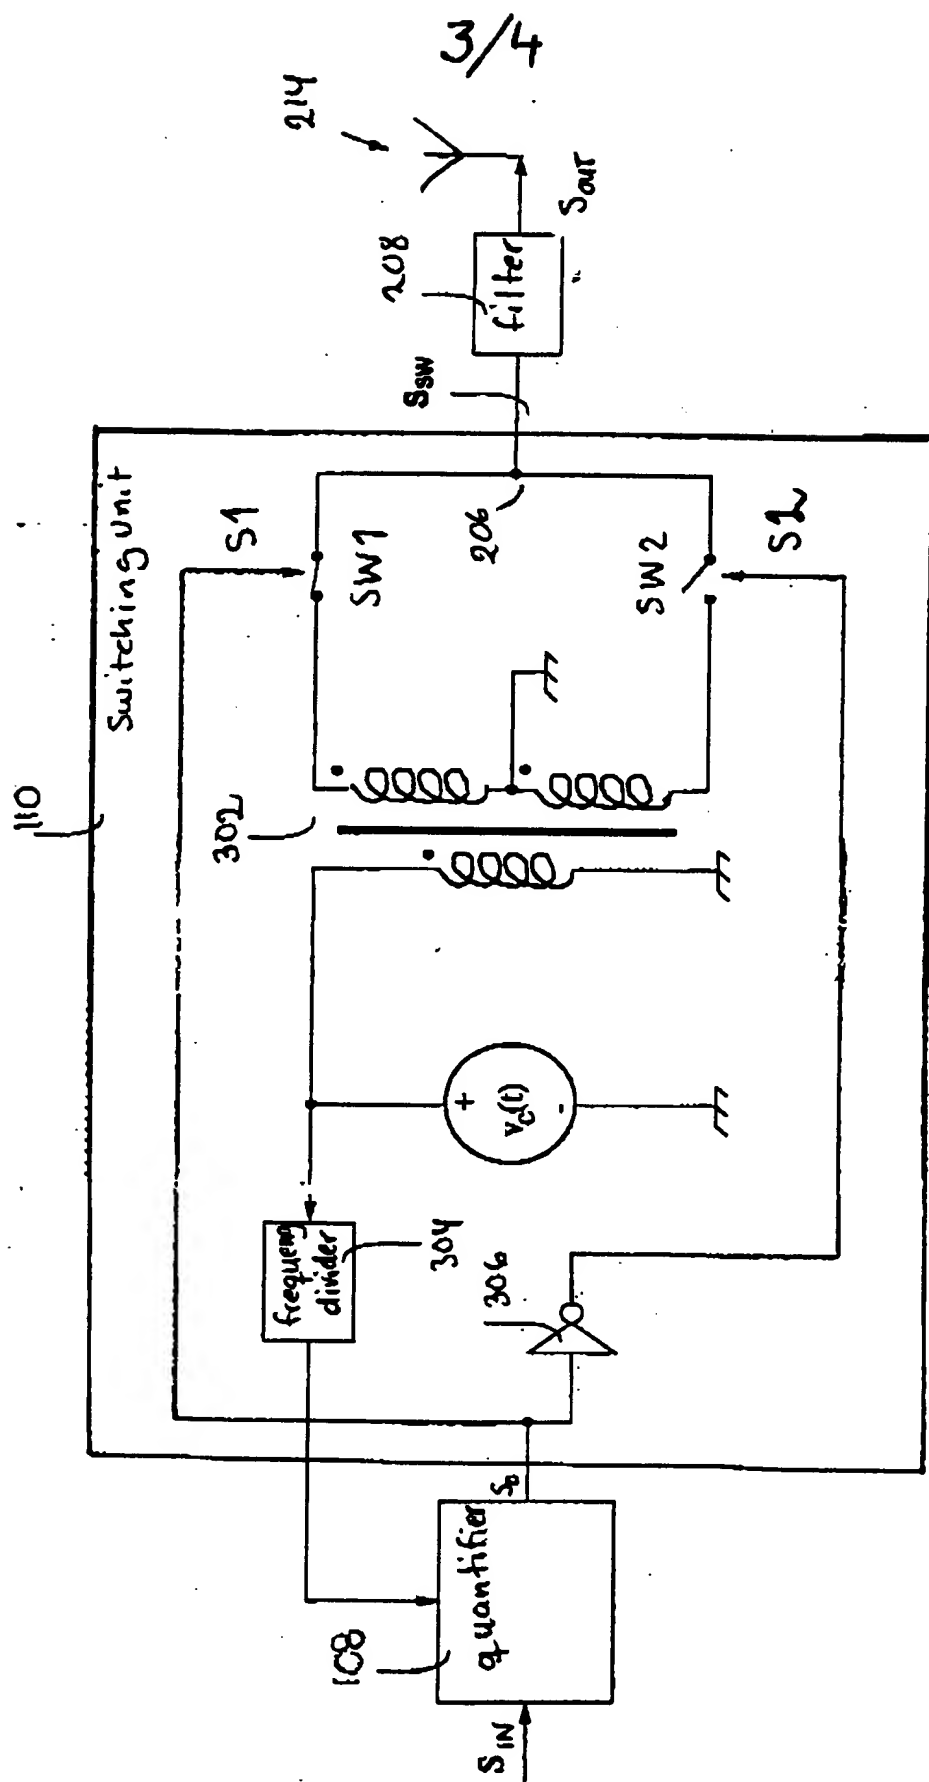 3/4
214
SOUT
208
filter
SSW
110
Switching unit
S1
SW1
206
SW2
S2
302
+
vC(t)
-
frequency
divider
304
306
SD
quantifier
108
SIN